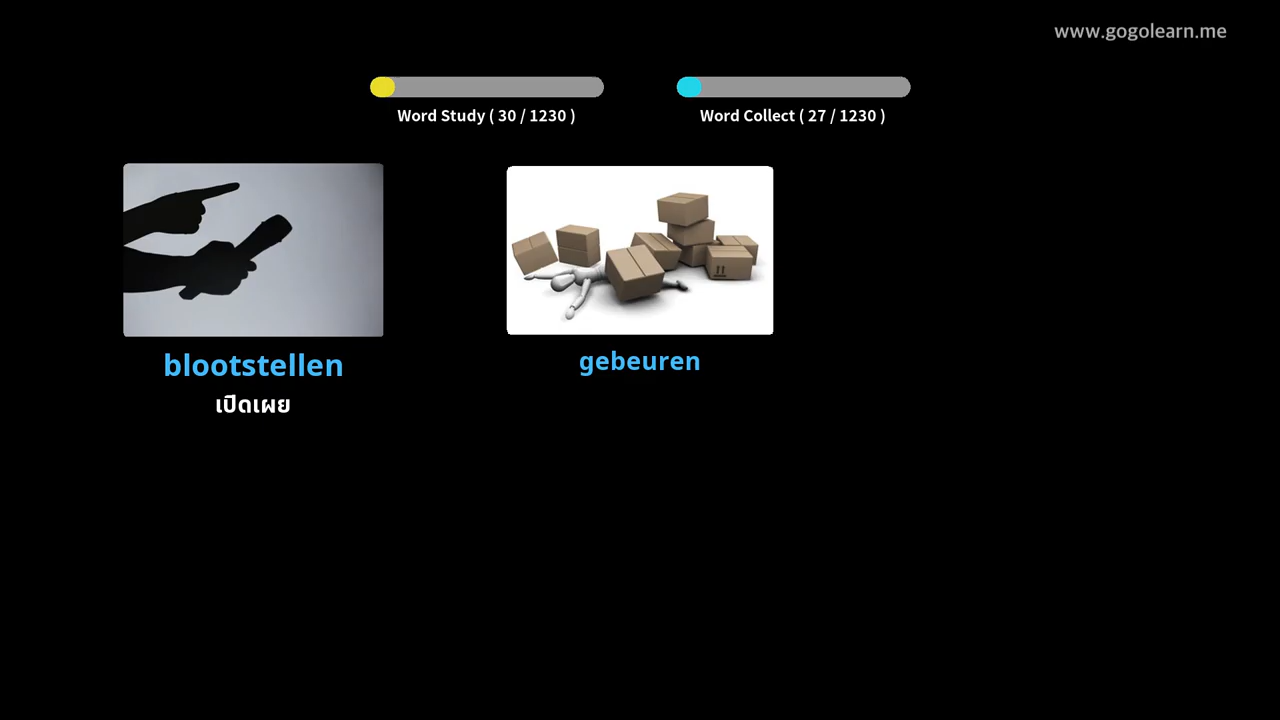 www.gogolearn.me
Word Study ( 30 / 1230 )
Word Collect ( 27 / 1230 )
blootstellen
เปิดเผย
gebeuren